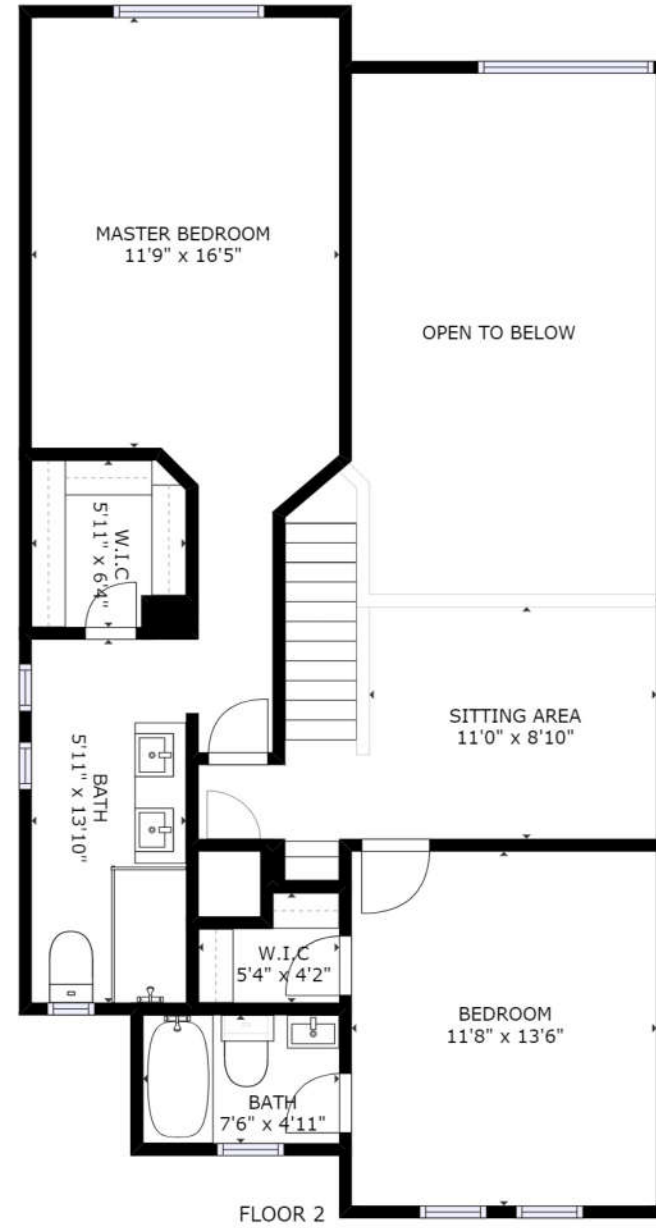 MASTER BEDROOM
11'9" x 16'5"
OPEN TO BELOW
W.I.C
5'11" x 6'4"
SITTING AREA
11'0" x 8'10"
BATH
5'11" x 13'10"
W.I.C
5'4" x 4'2"
BEDROOM
11'8" x 13'6"
BATH
7'6" x 4'11"
FLOOR 2